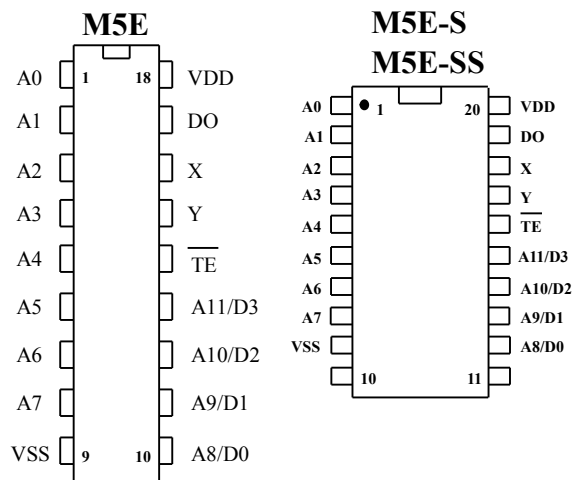 M5E
A0 1 18 VDD
A1 DO
A2 X
A3 Y
A4 TE
A5 A11/D3
A6 A10/D2
A7 A9/D1
VSS 9 10 A8/D0
M5E-S
M5E-SS
A0 1 20 VDD
A1 DO
A2 X
A3 Y
A4 TE
A5 A11/D3
A6 A10/D2
A7 A9/D1
VSS A8/D0
10 11